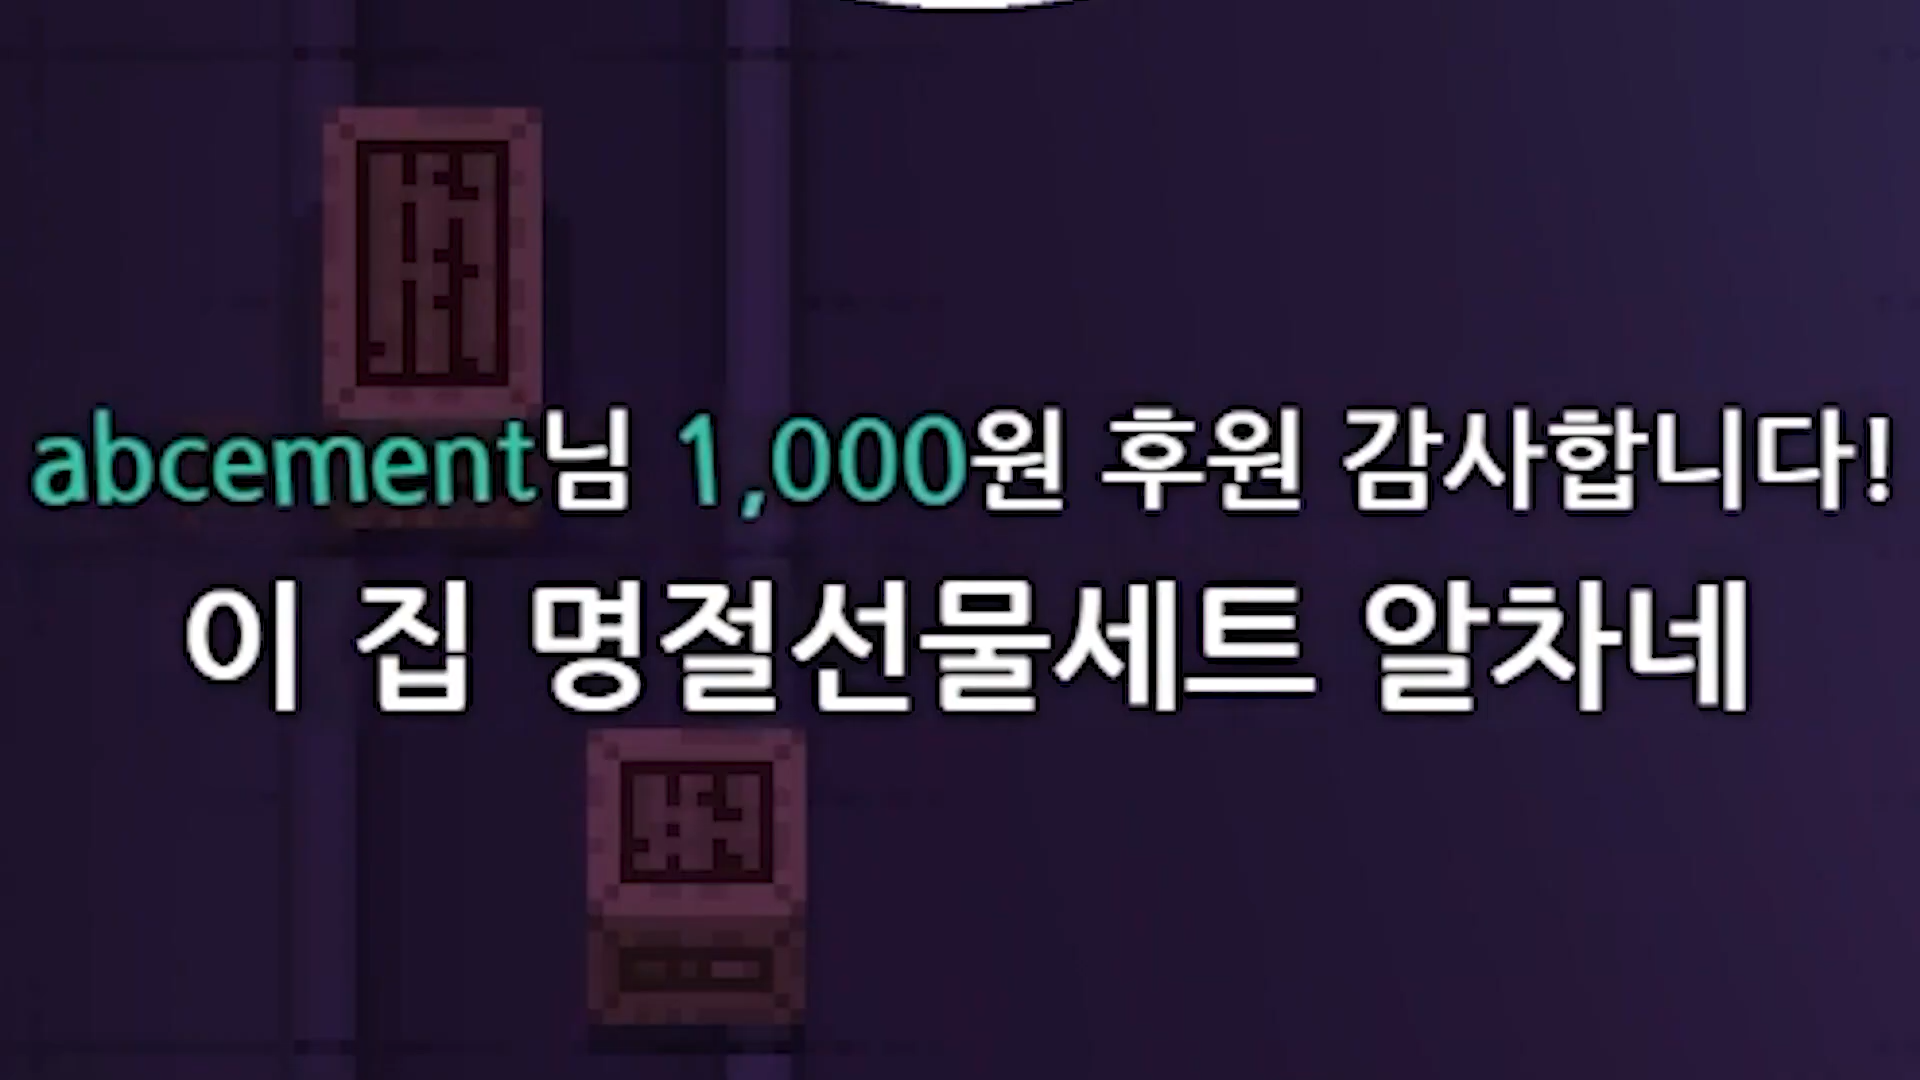 abcement님 1,000원 후원 감사합니다!
이 집 명절선물세트 알차네